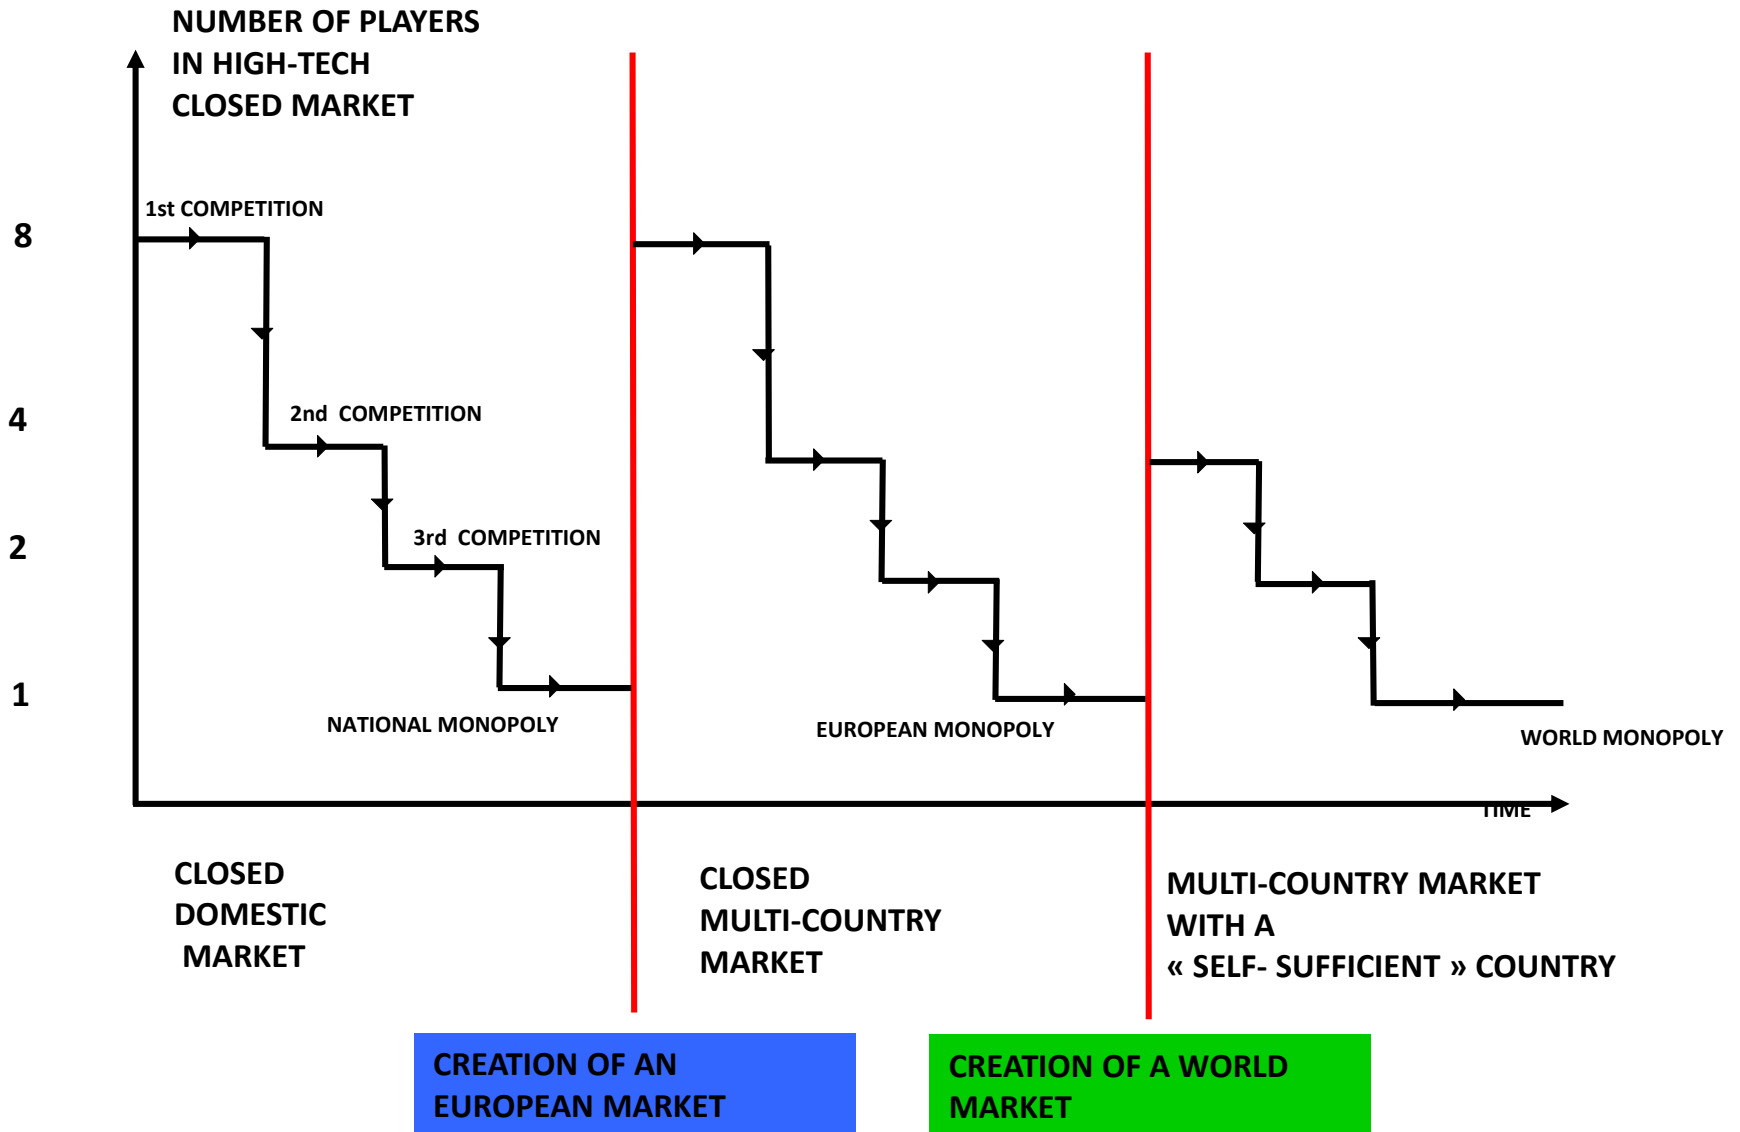 NUMBER OF PLAYERS
IN HIGH-TECH
CLOSED MARKET
1st COMPETITION
8
2nd  COMPETITION
4
3rd  COMPETITION
2
1
NATIONAL MONOPOLY
EUROPEAN MONOPOLY
WORLD MONOPOLY
TIME
CLOSED
DOMESTIC
MARKET
CLOSED
MULTI-COUNTRY
MARKET
MULTI-COUNTRY MARKET
WITH A
« SELF- SUFFICIENT » COUNTRY
CREATION OF AN
EUROPEAN MARKET
CREATION OF A WORLD
MARKET